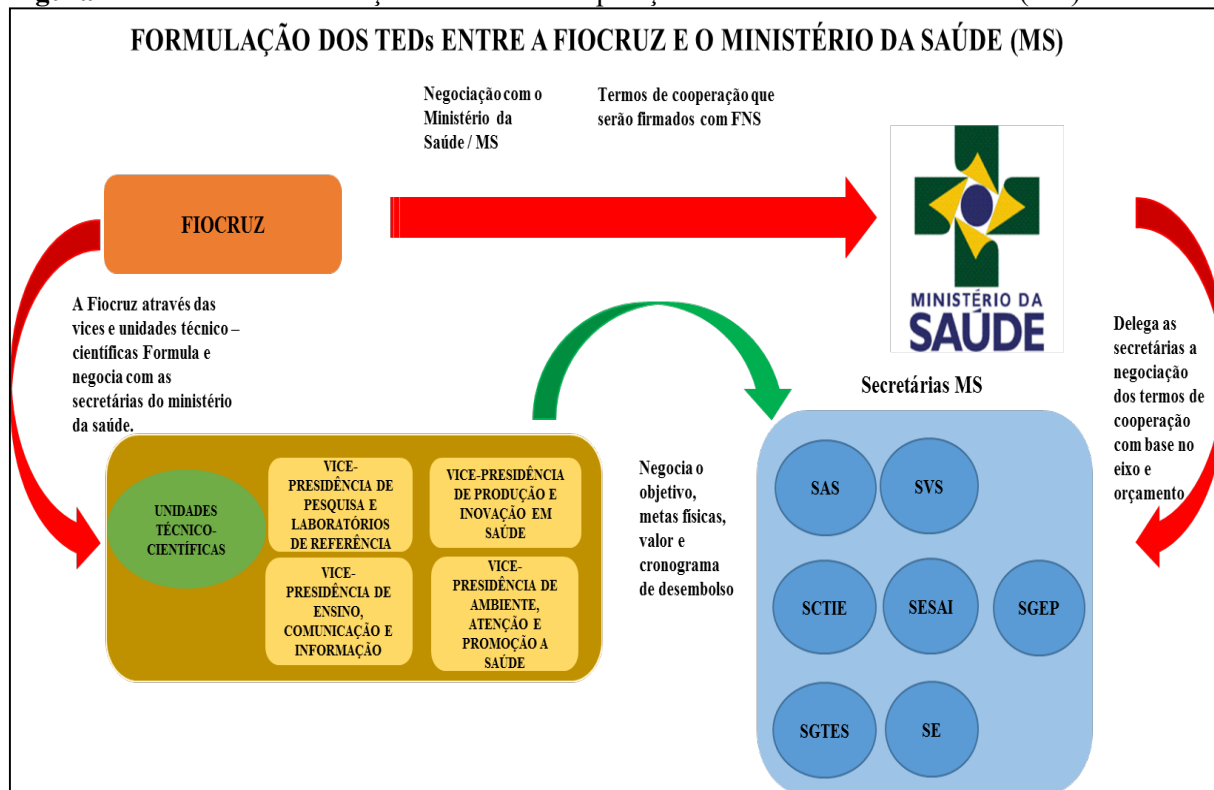 FORMULAÇÃO DOS TEDs ENTRE A FIOCRUZ E O MINISTÉRIO DA SAÚDE (MS)
Negociação com o
Ministério da
Saúde / MS
Termos de cooperação que
serão firmados com FNS
FIOCRUZ
MINISTÉRIO DA
SAÚDE
A Fiocruz através das
vices e unidades técnico –
científicas Formula e
negocia com as
secretárias do ministério
da saúde.
Delega as
secretárias a
negociação
dos termos de
cooperação
com base no
eixo e
orçamento
Secretárias MS
UNIDADES
TÉCNICO-
CIENTÍFICAS
VICE-
PRESIDÊNCIA DE
PESQUISA E
LABORATÓRIOS
DE REFERÊNCIA
VICE-PRESIDÊNCIA
DE PRODUÇÃO E
INOVAÇÃO EM
SAÚDE
VICE-
PRESIDÊNCIA DE
ENSINO,
COMUNICAÇÃO E
INFORMAÇÃO
VICE-
PRESIDÊNCIA DE
AMBIENTE,
ATENÇÃO E
PROMOÇÃO A
SAÚDE
Negocia o
objetivo,
metas físicas,
valor e
cronograma
de desembolso
SAS
SVS
SCTIE
SESAI
SGEP
SGTES
SE